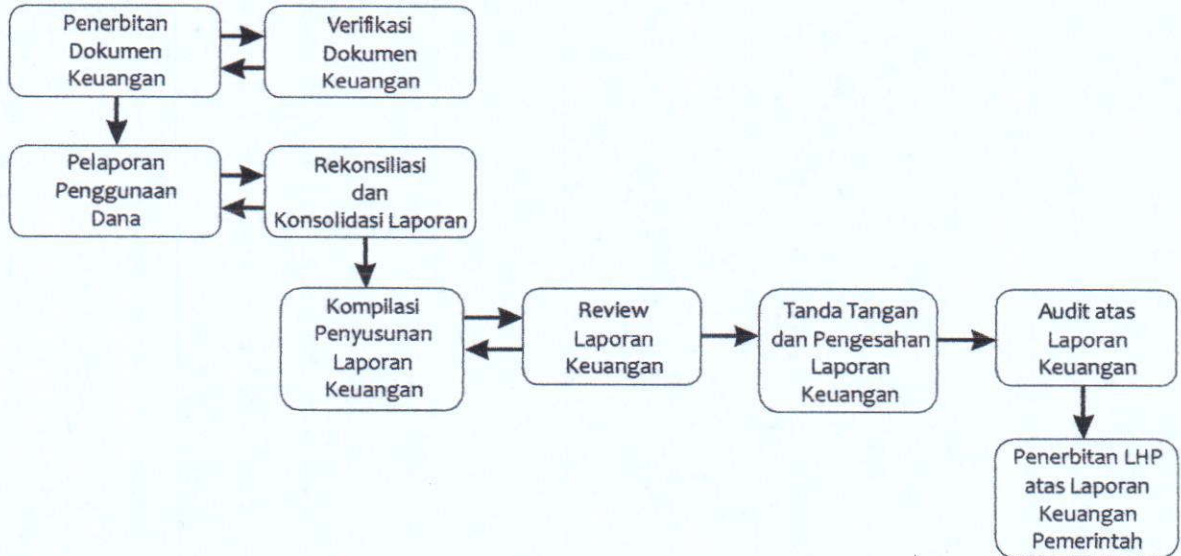 Penerbitan
Dokumen
Keuangan
Verifikasi
Dokumen
Keuangan
Pelaporan
Penggunaan
Dana
Rekonsiliasi
dan
Konsolidasi Laporan
Kompilasi
Penyusunan
Laporan
Keuangan
Review
Laporan
Keuangan
Tanda Tangan
dan Pengesahan
Laporan
Keuangan
Audit atas
Laporan
Keuangan
Penerbitan LHP
atas Laporan
Keuangan
Pemerintah